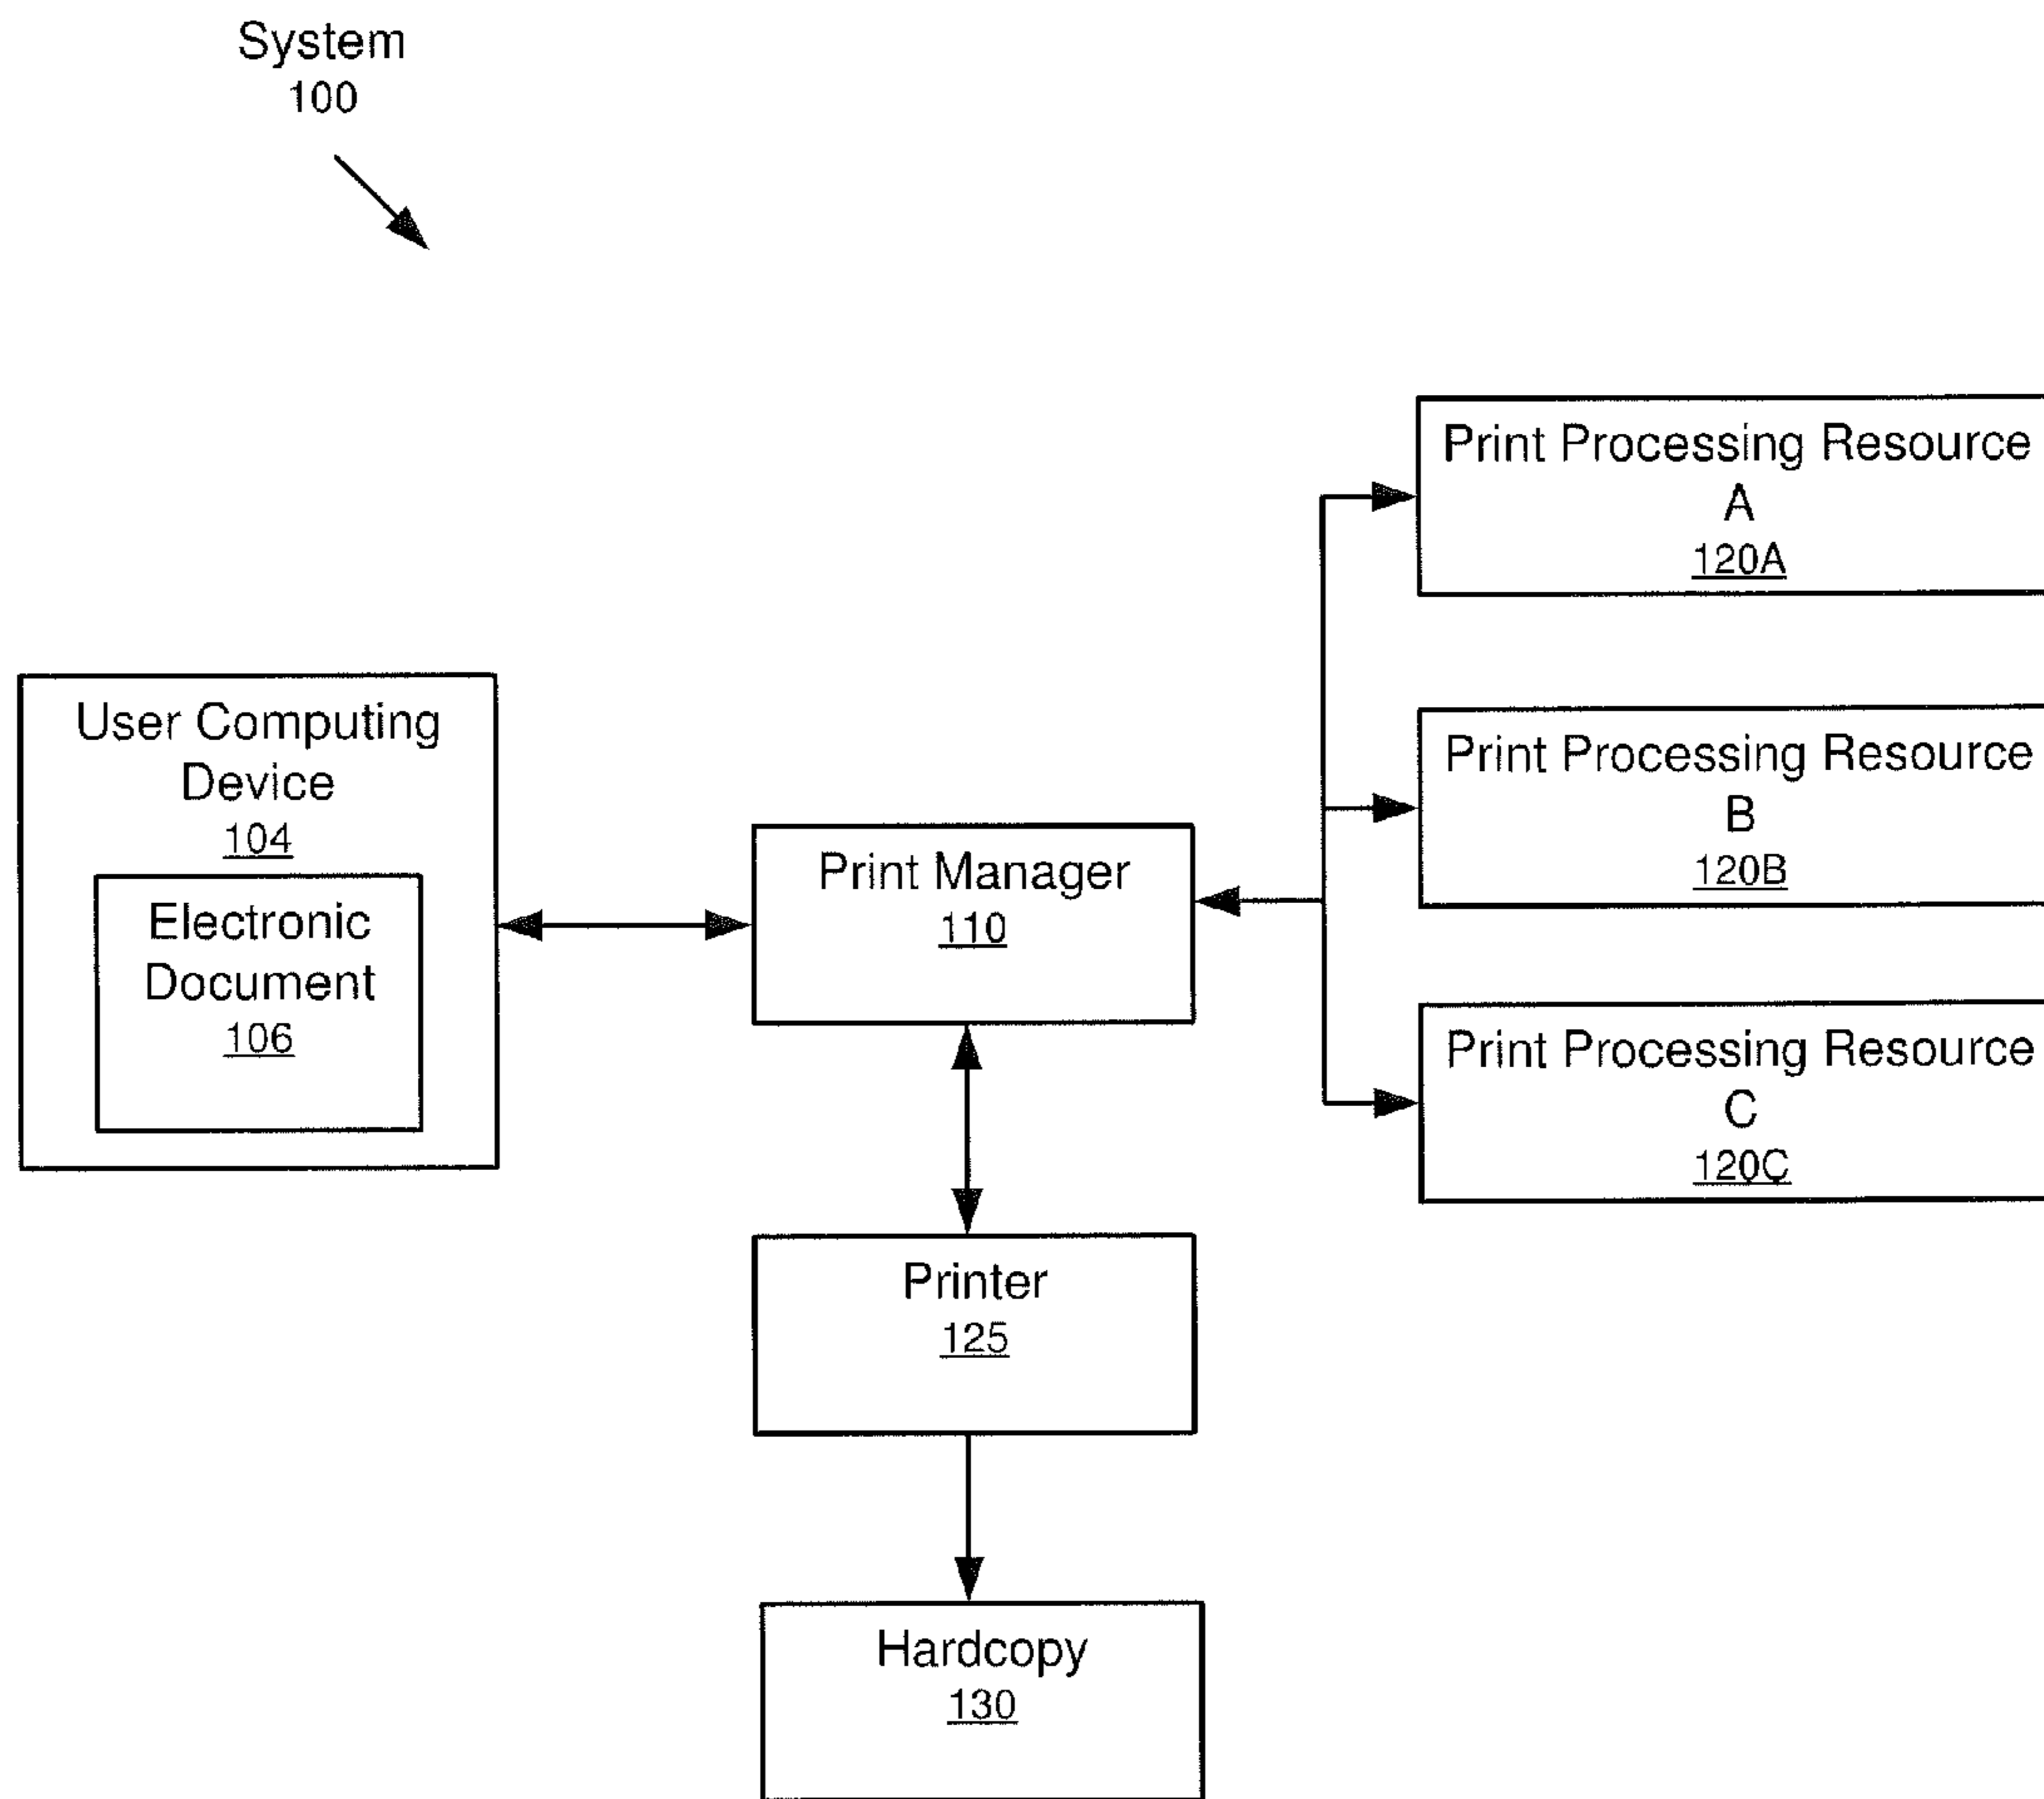 System
100
Print Processing Resource
A
120A
Print Processing Resource
B
120B
Print Processing Resource
C
120C
User Computing
Device
104
Electronic
Document
106
Print Manager
110
Printer
125
Hardcopy
130